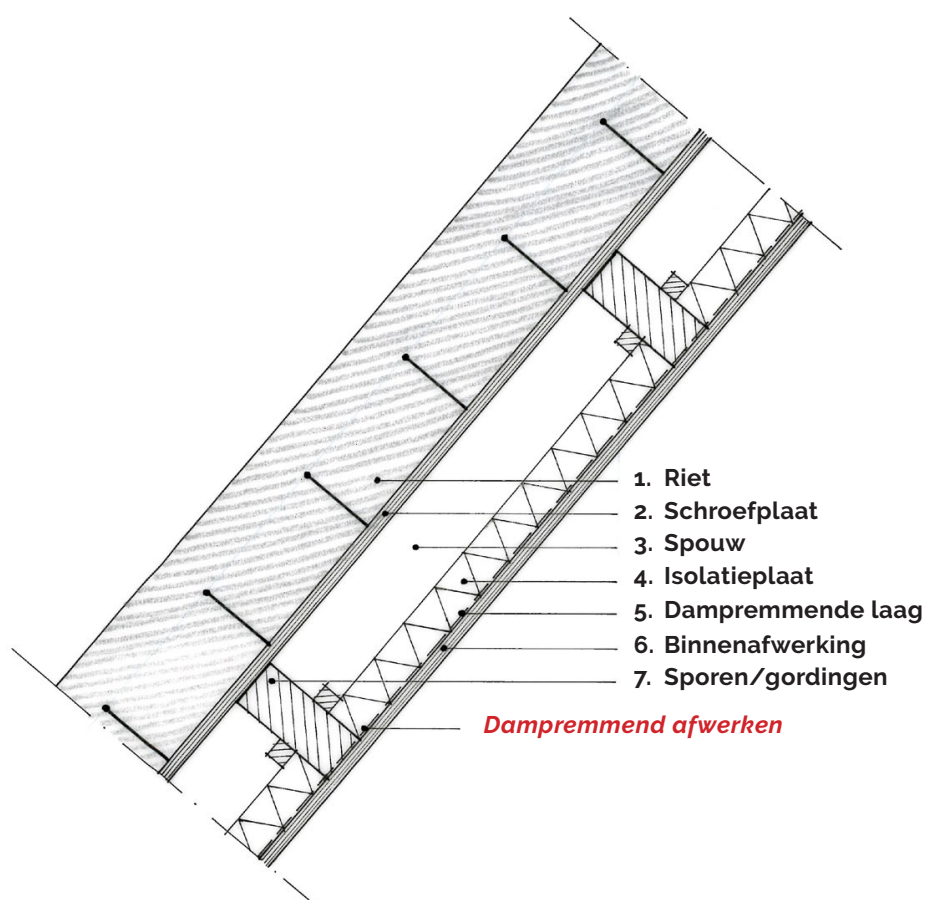 1. Riet
2. Schroefplaat
3. Spouw
4. Isolatieplaat
5. Dampremmende laag
6. Binnenafwerking
7. Sporen/gordingen
Dampremmend afwerken